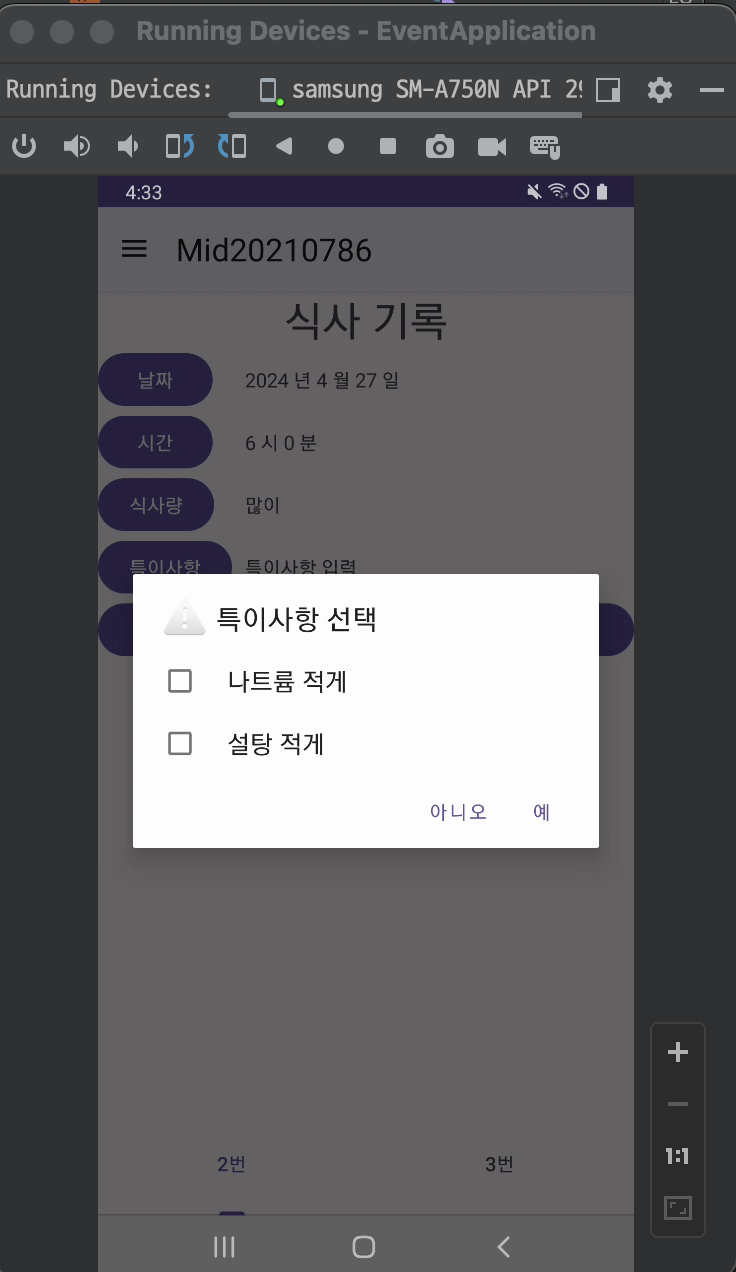 Running Devices - EventApplication
Running Devices: samsung SM-A750N API 29
4:33
Mid20210786
식사 기록
날짜 2024 년 4 월 27 일
시간 6 시 0 분
식사량 많이
특이사항 특이사항 입력
특이사항 선택
나트륨 적게
설탕 적게
아니오 예
2번 3번
1:1